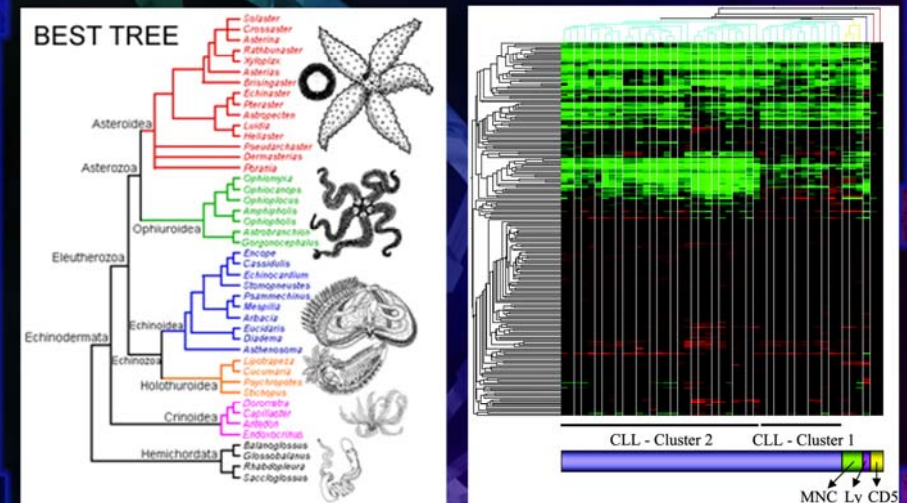 BEST TREE
Solaster
Crossaster
Asterina
Rathbunaster
Xyloplax
Asterias
Brisingaster
Echinaster
Pteraster
Astropecten
Luidia
Heliaster
Pseudarchaster
Dermasterias
Porania
Asteroidea
Asterozoa
Ophiomyxa
Ophiocanops
Ophioplocus
Amphipholis
Ophiopholis
Astrobranchion
Gorgonocephalus
Ophiuroidea
Eleutherozoa
Encope
Cassidulis
Echinocardium
Stomopneustes
Psammechinus
Mespilia
Arbacia
Eucidaris
Diadema
Asthenosoma
Echinoidea
Echinodermata
Echinozoa
Lipotrapeza
Cucumaria
Psychropotes
Stichopus
Holothuroidea
Dorometra
Capillaster
Antedon
Endoxocrinus
Crinoidea
Balanoglossus
Glossobalanus
Rhabdopleura
Saccloglossus
Hemichordata
CLL - Cluster 2 CLL - Cluster 1
MNC Ly CD5